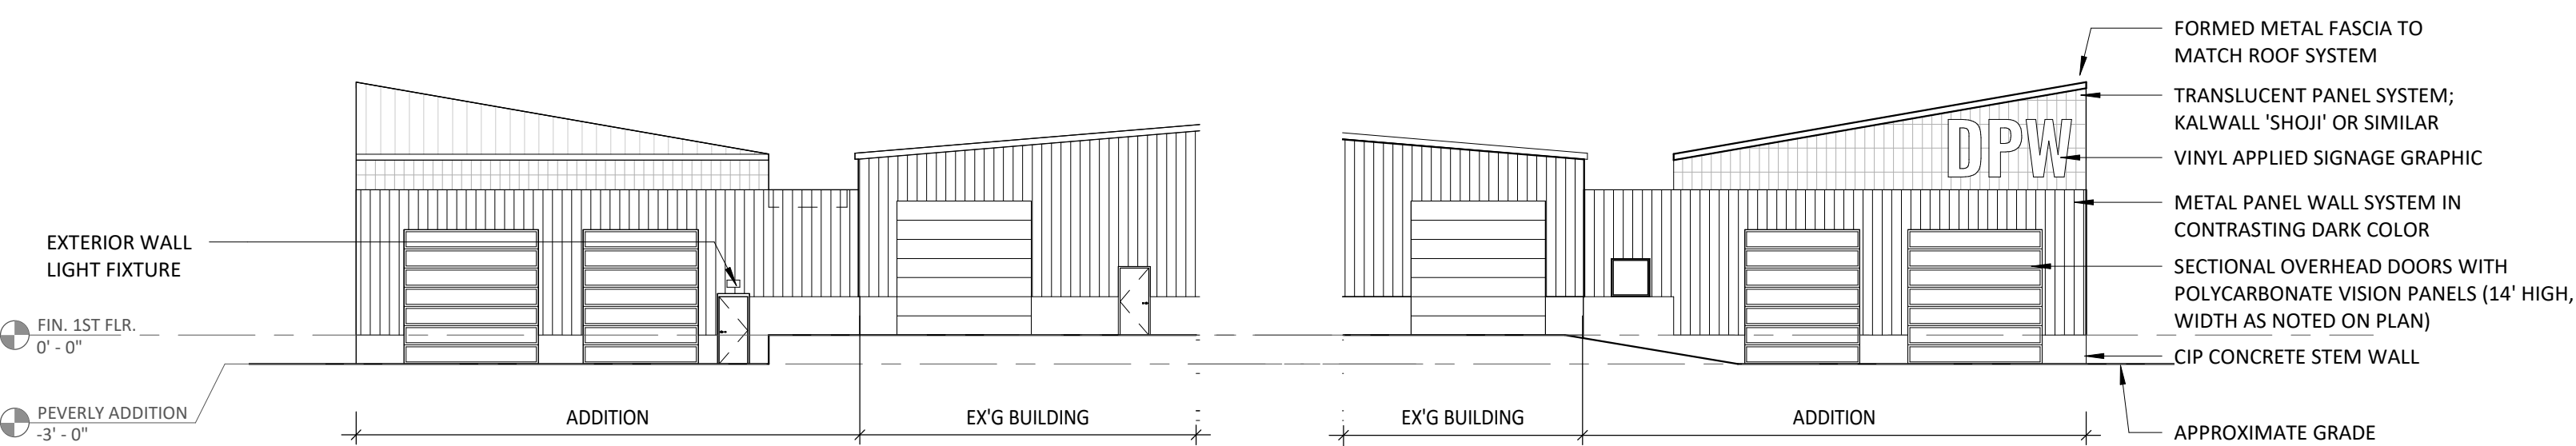 FORMED METAL FASCIA TO
MATCH ROOF SYSTEM
TRANSLUCENT PANEL SYSTEM;
KALWALL 'SHOJI' OR SIMILAR
DPW
VINYL APPLIED SIGNAGE GRAPHIC
METAL PANEL WALL SYSTEM IN
CONTRASTING DARK COLOR
EXTERIOR WALL
LIGHT FIXTURE
SECTIONAL OVERHEAD DOORS WITH
POLYCARBONATE VISION PANELS (14' HIGH,
WIDTH AS NOTED ON PLAN)
FIN. 1ST FLR.
0' - 0"
CIP CONCRETE STEM WALL
PEVERLY ADDITION
-3' - 0"
ADDITION
EX'G BUILDING
EX'G BUILDING
ADDITION
APPROXIMATE GRADE